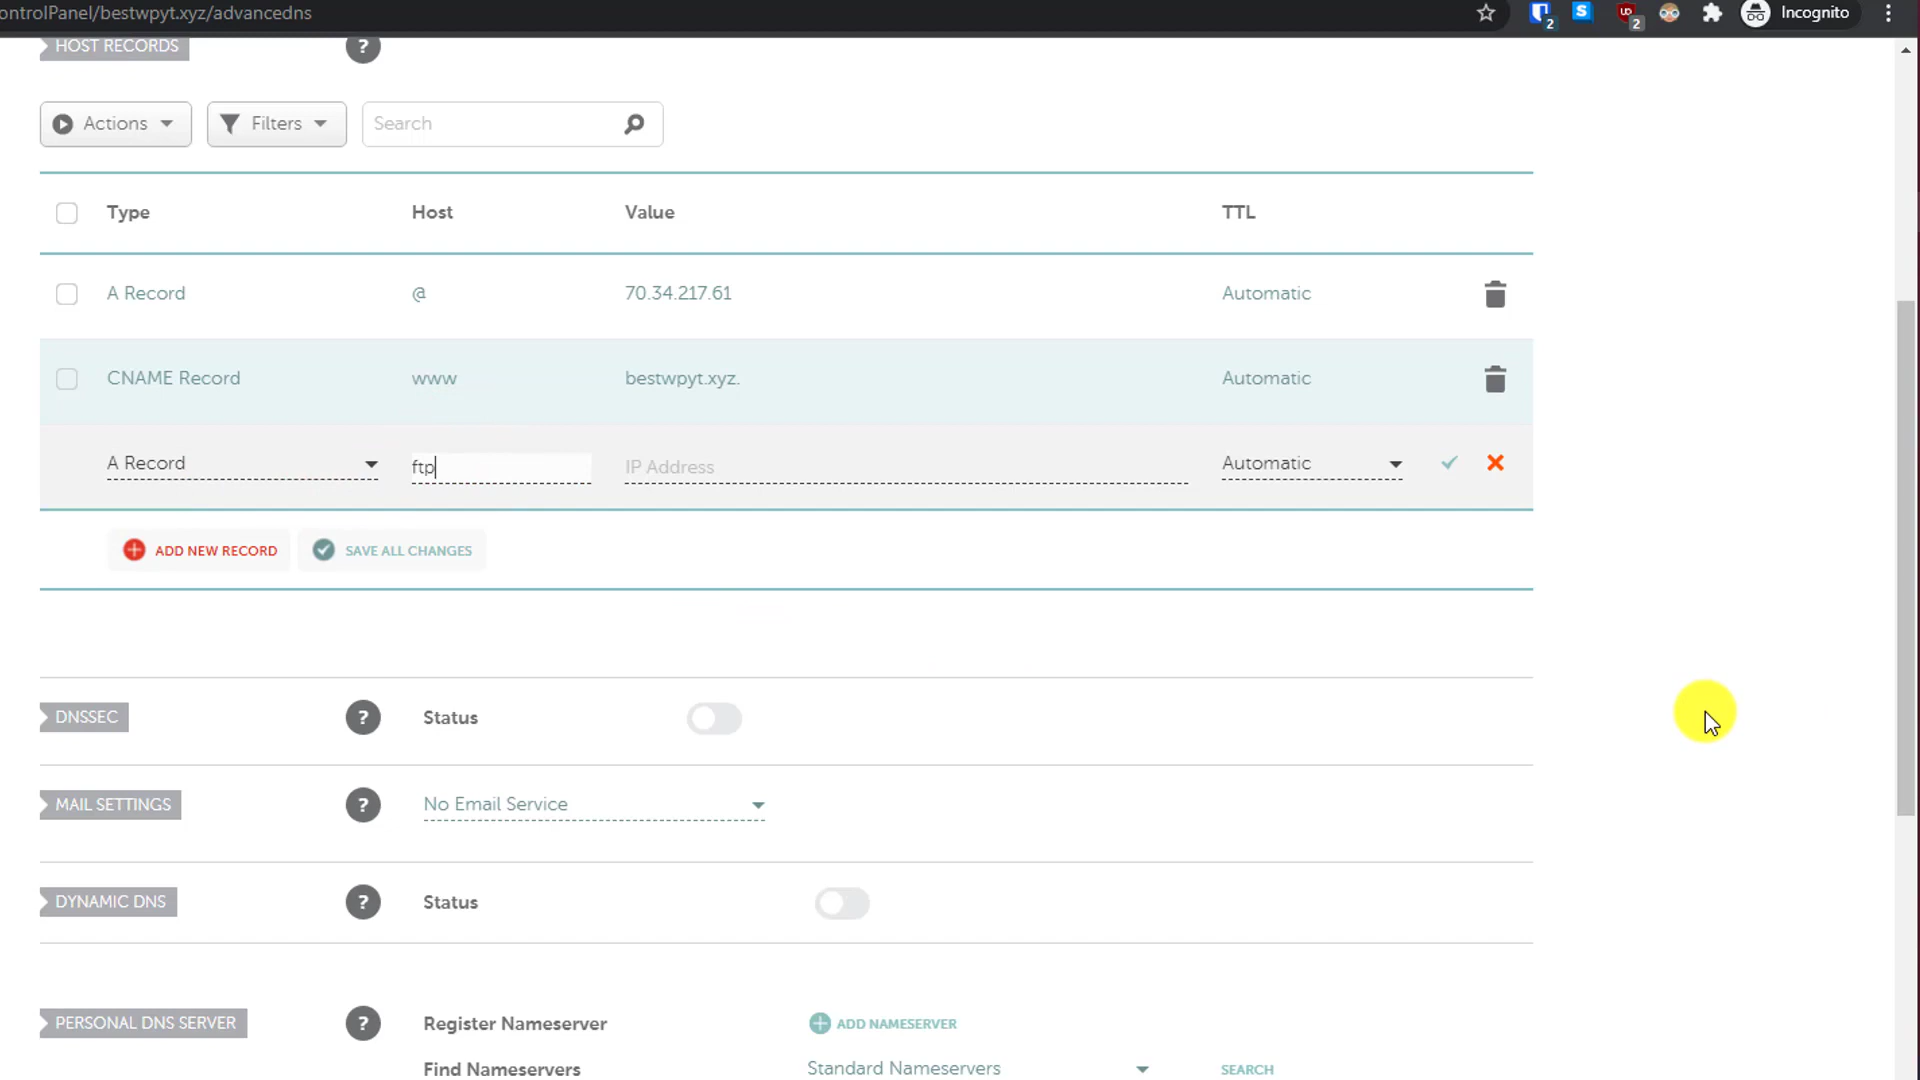 ontrolPanel/bestwpyt.xyz/advancedns
2
S
UD
2
Incognito
HOST RECORDS
?
Actions
Filters
Search
Type Host Value TTL
A Record @ 70.34.217.61 Automatic
CNAME Record www bestwpyt.xyz. Automatic
A Record ftp IP Address Automatic
ADD NEW RECORD SAVE ALL CHANGES
DNSSEC ? Status
MAIL SETTINGS ? No Email Service
DYNAMIC DNS ? Status
PERSONAL DNS SERVER ? Register Nameserver ADD NAMESERVER
Find Nameservers Standard Nameservers SEARCH